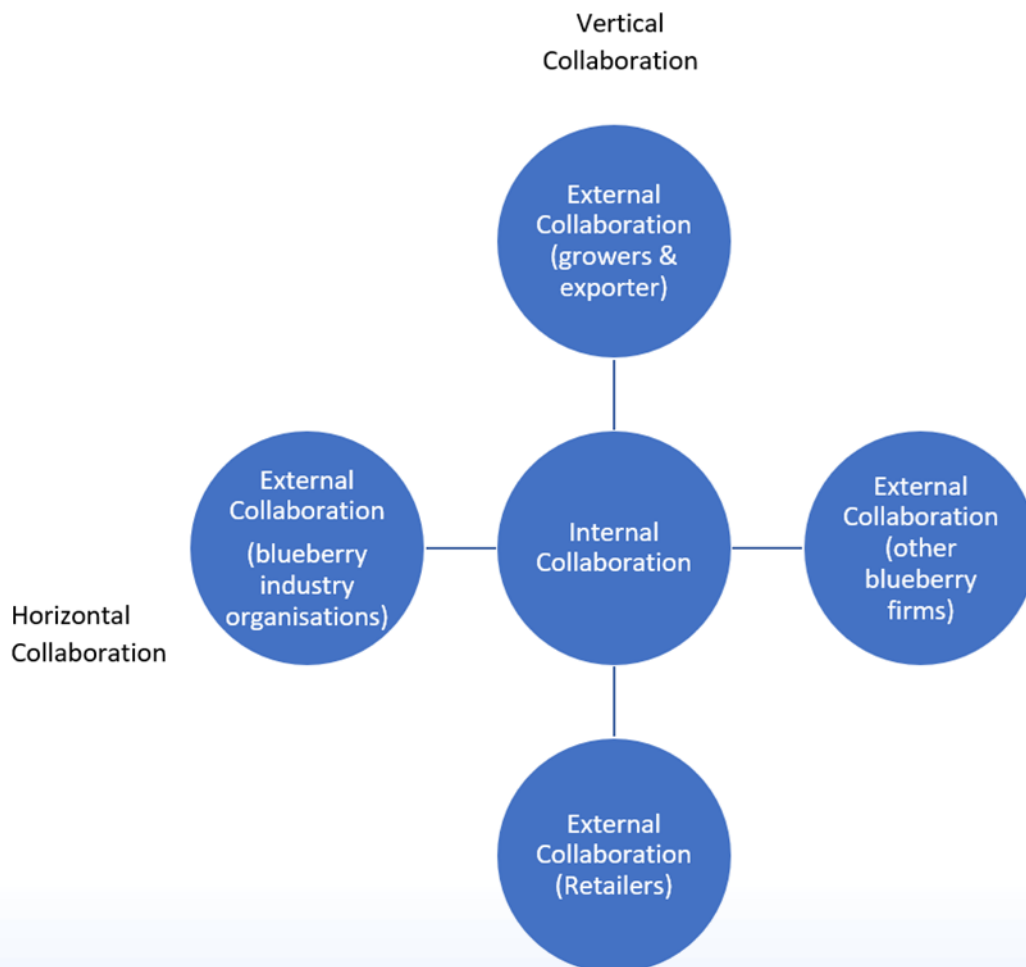 Vertical
Collaboration
External
Collaboration
(growers &
exporter)
External
Collaboration
(blueberry
industry
organisations)
Internal
Collaboration
External
Collaboration
(other
blueberry
firms)
Horizontal
Collaboration
External
Collaboration
(Retailers)